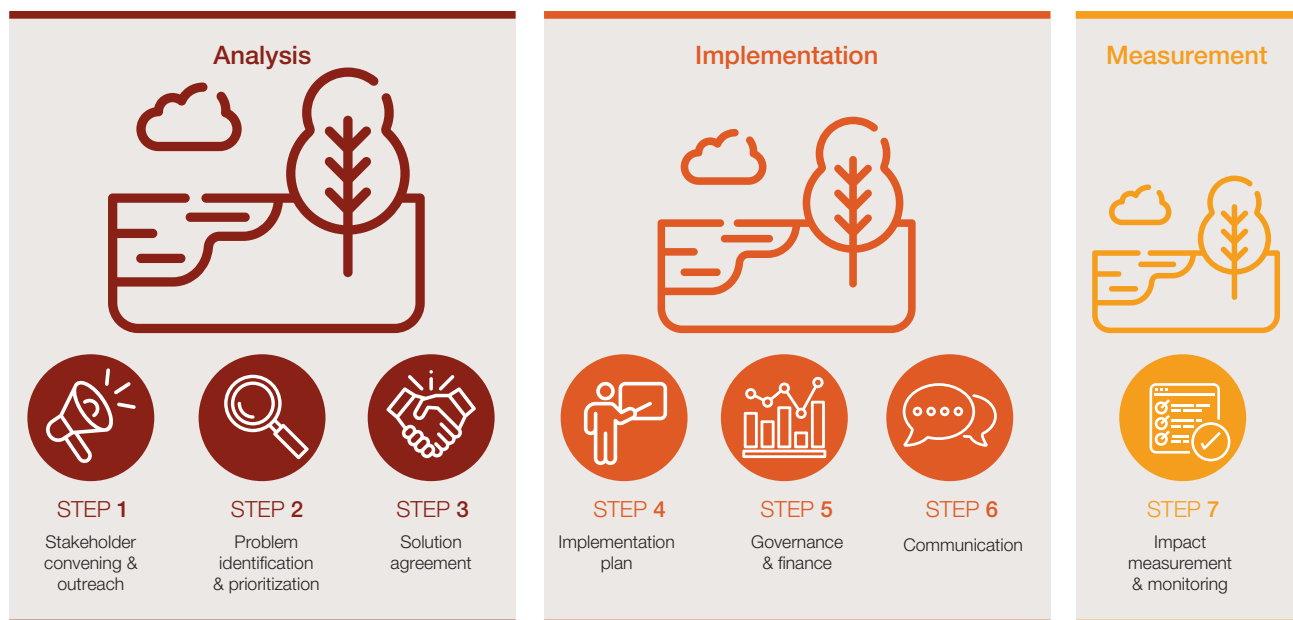 Analysis
STEP 1
Stakeholder
convening &
outreach
STEP 2
Problem
identification
& prioritization
STEP 3
Solution
agreement
Implementation
STEP 4
Implementation
plan
STEP 5
Governance
& finance
STEP 6
Communication
Measurement
STEP 7
Impact
measurement
& monitoring